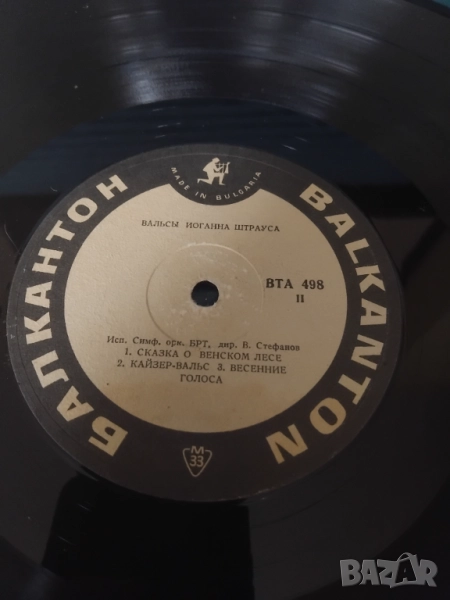 БАЛКАНТОН
BALKANTON
MADE IN BULGARIA
ВАЛЬСЫ ИОГАННА ШТРАУСА
ВТА 498
II
Исп. Симф. орк. БРТ, дир. В. Стефанов
1. СКАЗКА О ВЕНСКОМ ЛЕСЕ
2. КАЙЗЕР-ВАЛЬС 3. ВЕСЕННИЕ
ГОЛОСА
M
33
BAZAR